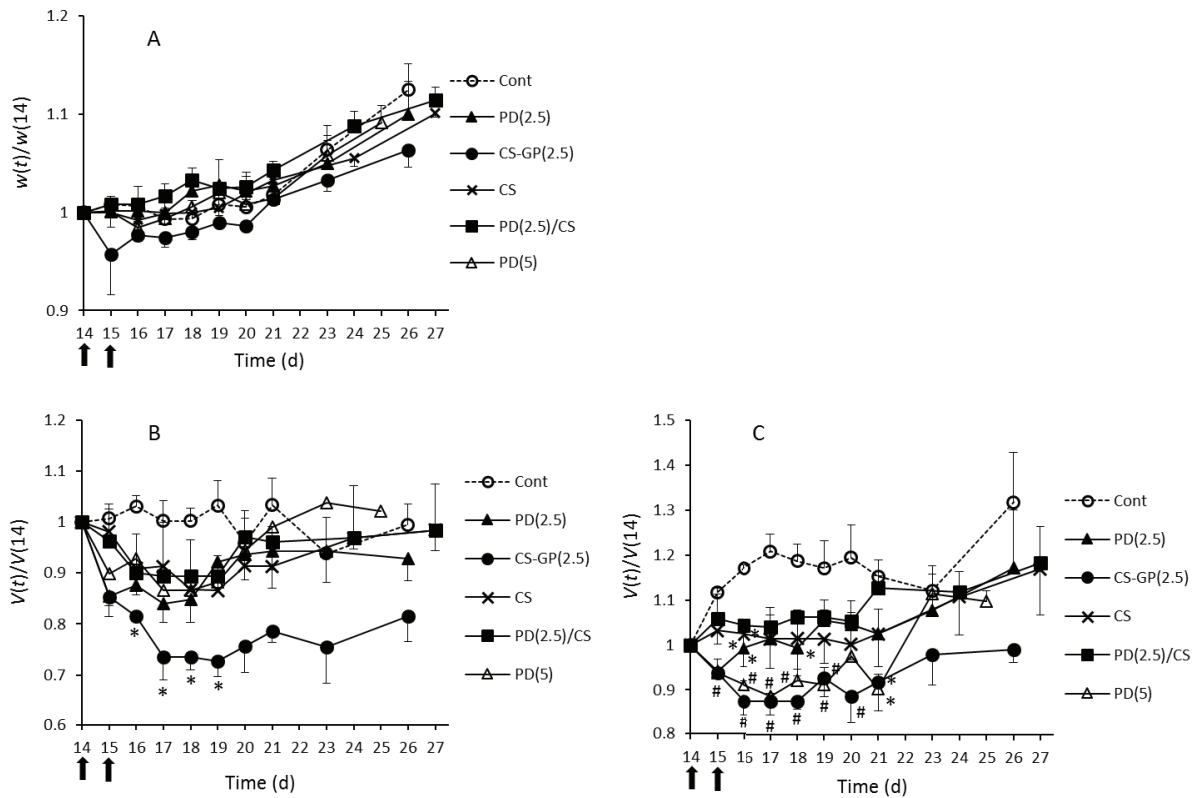 A
w(t)/w(14)
1.2
1.1
1
0.9
14 15 16 17 18 19 20 21 22 23 24 25 26 27
Time (d)
Cont
PD(2.5)
CS-GP(2.5)
CS
PD(2.5)/CS
PD(5)
B
V(t)/V(14)
1.2
1.1
1
0.9
0.8
0.7
0.6
* * * *
14 15 16 17 18 19 20 21 22 23 24 25 26 27
Time (d)
Cont
PD(2.5)
CS-GP(2.5)
CS
PD(2.5)/CS
PD(5)
C
V(t)/V(14)
1.5
1.4
1.3
1.2
1.1
1
0.9
0.8
* * * *
# # # # #
* *
# # # # #
14 15 16 17 18 19 20 21 22 23 24 25 26 27
Time (d)
Cont
PD(2.5)
CS-GP(2.5)
CS
PD(2.5)/CS
PD(5)